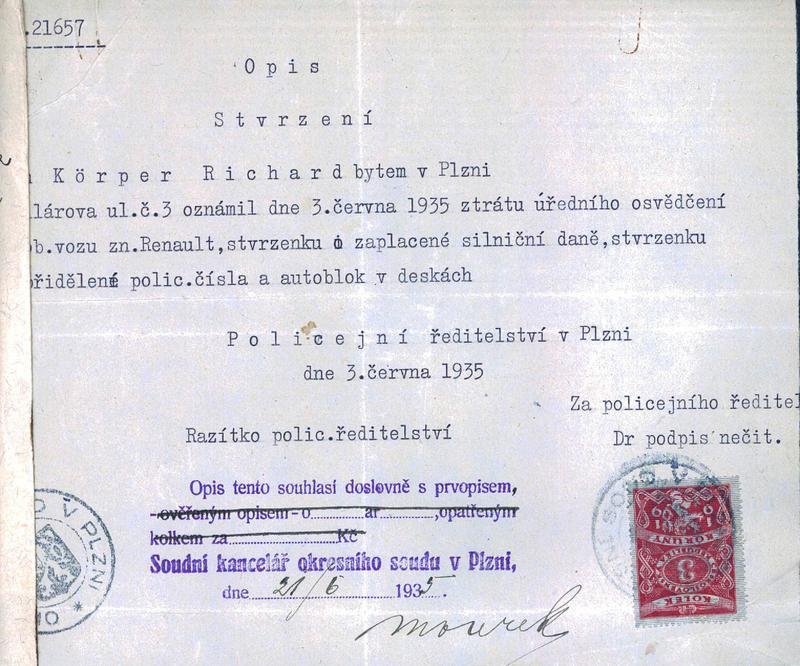 .21657
Opis
Stvrzení
Körper Richard bytem v Plzni
lárova ul.č.3 oznámil dne 3.června 1935 ztrátu úředního osvědčení
ob.vozu zn.Renault,stvrzenku o zaplacené silniční daně,stvrzenku
přidělené polic.čísla a autoblok v deskách
Policejní ředitelství v Plzni
dne 3.června 1935
Za policejního ředitel
Razítko polic.ředitelství
Dr podpis nečit.
Opis tento souhlasí doslovně s prvopisem,
-ověřeným opisem-o........ar........,opatřeným
kolkem za........Kč
Soudní kancelář okresního soudu v Plzni,
dne 21/6 1935.
mourek
V PLZNI
KORUNY
3
KOLEK